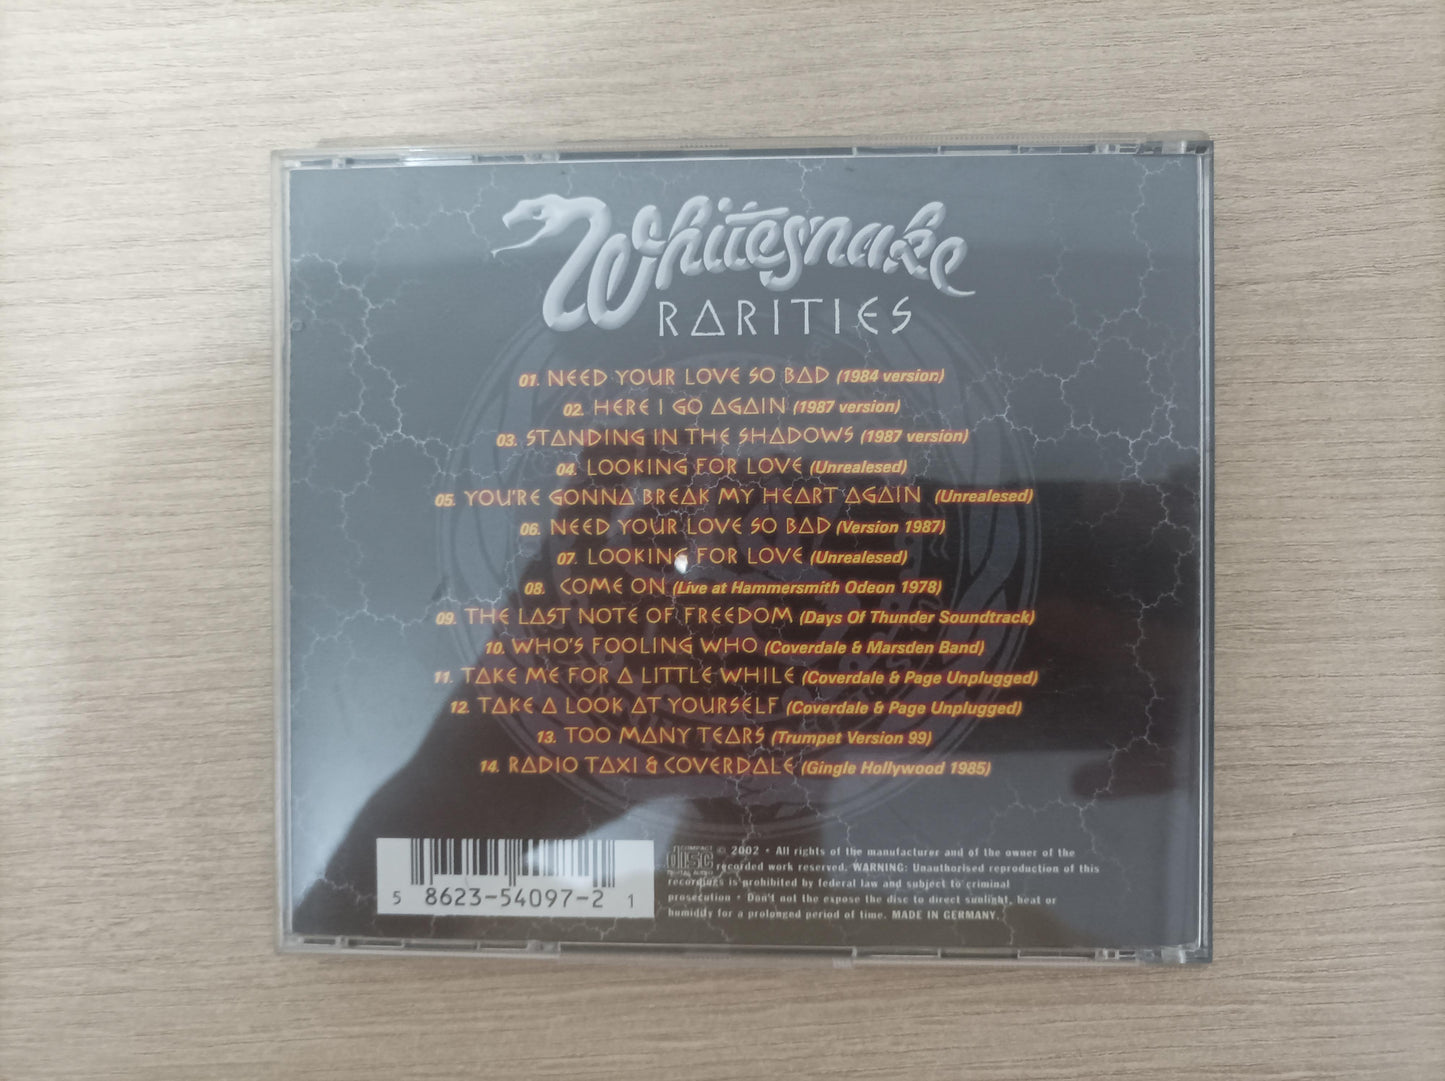 Whitesnake
RARITIES
01. NEED YOUR LOVE SO BAD (1984 version)
02. HERE I GO AGAIN (1987 version)
03. STANDING IN THE SHADOWS (1987 version)
04. LOOKING FOR LOVE (Unrealesed)
05. YOU'RE GONNA BREAK MY HEART AGAIN (Unrealesed)
06. NEED YOUR LOVE SO BAD (Version 1987)
07. LOOKING FOR LOVE (Unrealesed)
08. COME ON (Live at Hammersmith Odeon 1978)
09. THE LAST NOTE OF FREEDOM (Days Of Thunder Soundtrack)
10. WHO'S FOOLING WHO (Coverdale & Marsden Band)
11. TAKE ME FOR A LITTLE WHILE (Coverdale & Page Unplugged)
12. TAKE A LOOK AT YOURSELF (Coverdale & Page Unplugged)
13. TOO MANY TEARS (Trumpet Version 99)
14. RADIO TAXI & COVERDALE (Gingle Hollywood 1985)
5 8623-54097-2 1
COMPACT
disc
DIGITAL AUDIO
© 2002 • All rights of the manufacturer and of the owner of the
recorded work reserved. WARNING: Unauthorised reproduction of this
recordings is prohibited by federal law and subject to criminal
prosecution • Don't not the expose the disc to direct sunlight, heat or
humidity for a prolonged period of time. MADE IN GERMANY.